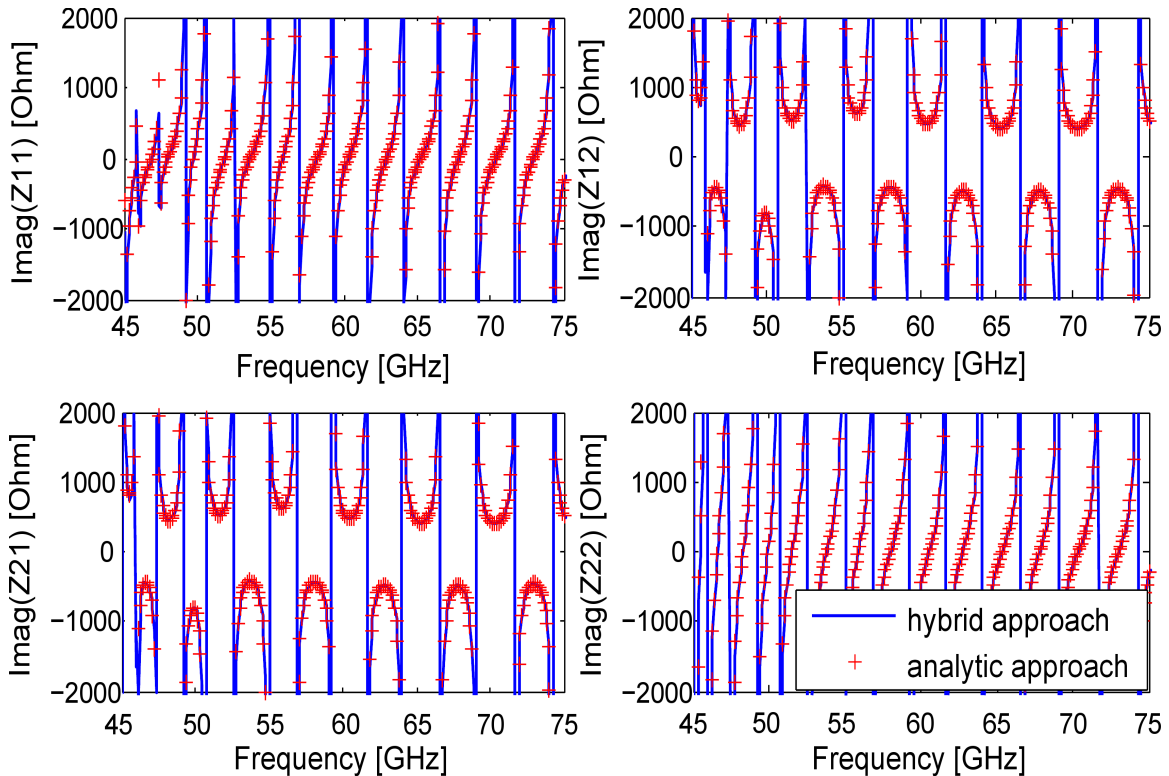 2000
1000
0
−1000
−2000
Imag(Z11) [Ohm]
45 50 55 60 65 70 75
Frequency [GHz]
2000
1000
0
−1000
−2000
Imag(Z12) [Ohm]
45 50 55 60 65 70 75
Frequency [GHz]
2000
1000
0
−1000
−2000
Imag(Z21) [Ohm]
45 50 55 60 65 70 75
Frequency [GHz]
2000
1000
0
−1000
−2000
Imag(Z22) [Ohm]
45 50 55 60 65 70 75
Frequency [GHz]
hybrid approach
analytic approach